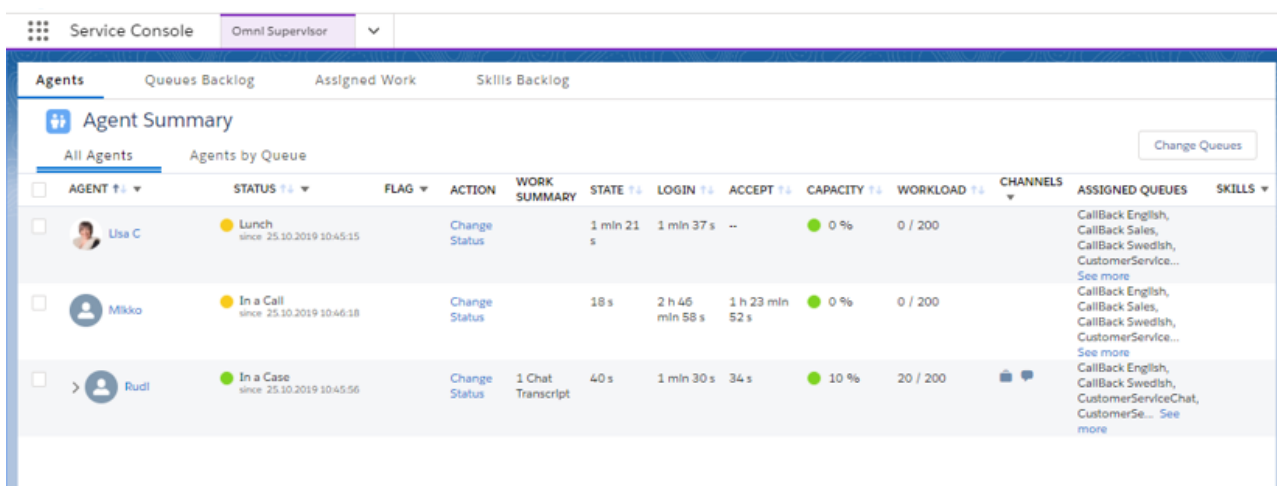 Service Console
Omni Supervisor
Agents Queues Backlog Assigned Work Skills Backlog
Agent Summary
Change Queues
All Agents Agents by Queue
AGENT STATUS FLAG ACTION WORK SUMMARY STATE LOGIN ACCEPT CAPACITY WORKLOAD CHANNELS ASSIGNED QUEUES SKILLS
Lisa C
Lunch
since 25.10.2019 10:45:15
Change
Status
1 min 21
s
1 min 37 s
--
0 %
0 / 200
CallBack English,
CallBack Sales,
CallBack Swedish,
CustomerService...
See more
Mikko
In a Call
since 25.10.2019 10:46:18
Change
Status
18 s
2 h 46
min 58 s
1 h 23 min
52 s
0 %
0 / 200
CallBack English,
CallBack Sales,
CallBack Swedish,
CustomerService...
See more
Rudi
In a Case
since 25.10.2019 10:45:56
Change
Status
1 Chat
Transcript
40 s
1 min 30 s
34 s
10 %
20 / 200
CallBack English,
CallBack Swedish,
CustomerServiceChat,
CustomerSe... See
more